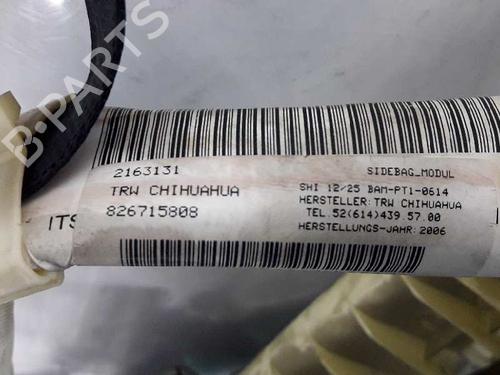 B-PARTS
2163131
TRW CHIHUAHUA
826715808
ITS
SIDEBAG_MODUL
SHI 12/25 BAM-PT1-0614
HERSTELLER: TRW CHIHUAHUA
TEL.52(614)439.57.00
HERSTELLUNGS-JAHR:2006